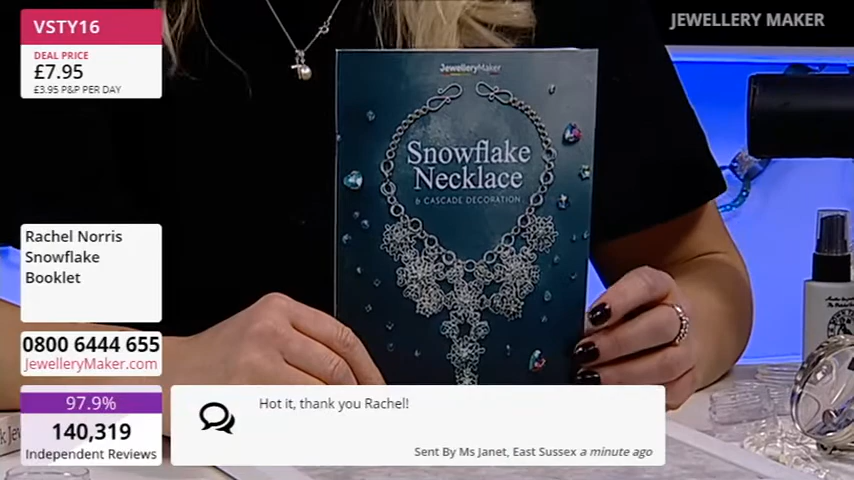 VSTY16
DEAL PRICE
£7.95
£3.95 P&P PER DAY
JEWELLERY MAKER
JewelleryMaker
Snowflake
Necklace
& CASCADE DECORATION
Rachel Norris
Snowflake
Booklet
0800 6444 655
JewelleryMaker.com
97.9%
140,319
Independent Reviews
Hot it, thank you Rachel!
Sent By Ms Janet, East Sussex a minute ago